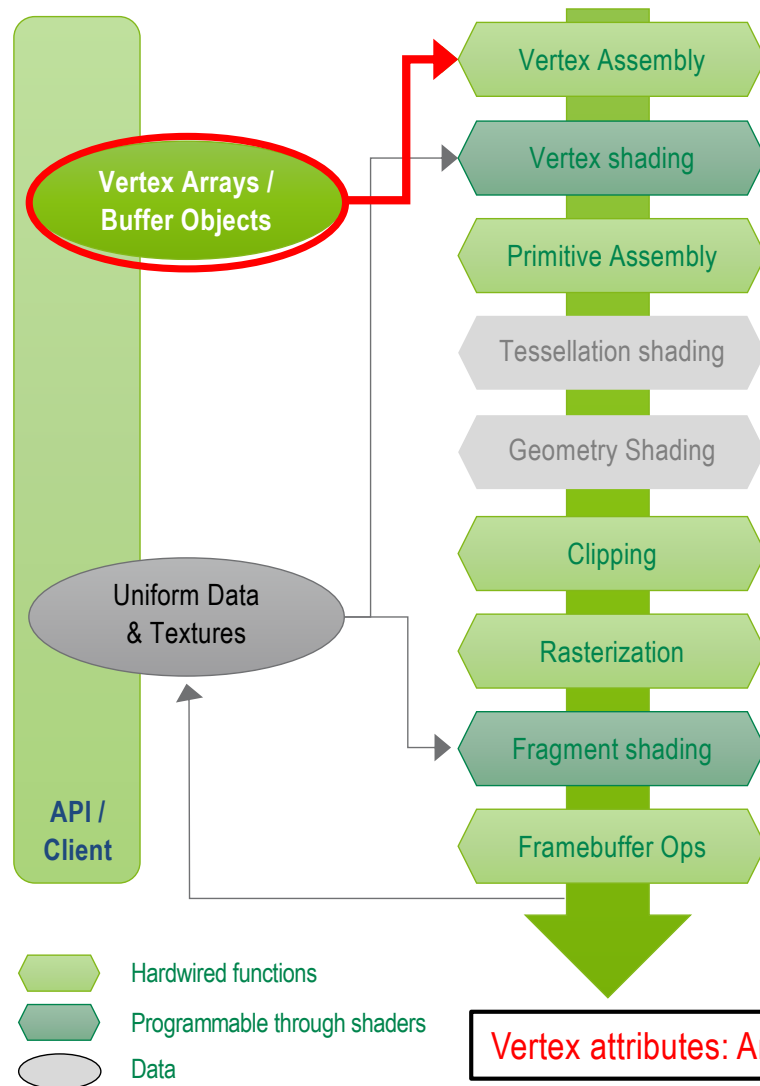 Vertex Assembly
Vertex shading
Vertex Arrays /
Buffer Objects
Primitive Assembly
Tessellation shading
Geometry Shading
Clipping
Uniform Data
& Textures
Rasterization
Fragment shading
API /
Client
Framebuffer Ops
Hardwired functions
Programmable through shaders
Data
Vertex attributes: